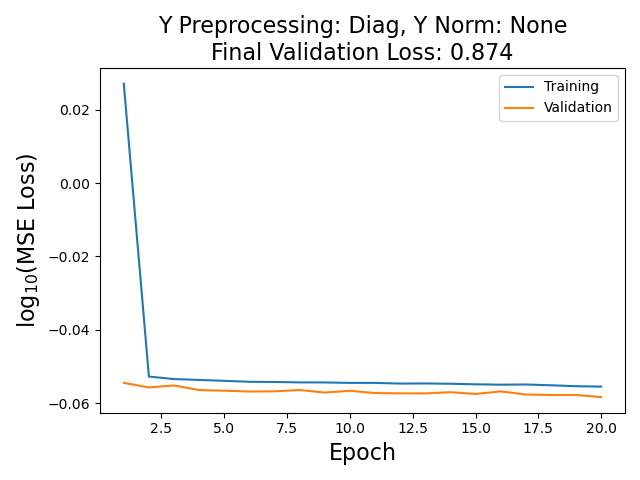 Y Preprocessing: Diag, Y Norm: None
Final Validation Loss: 0.874
Training
Validation
0.02
0.00
−0.02
−0.04
−0.06
log₁₀(MSE Loss)
2.5 5.0 7.5 10.0 12.5 15.0 17.5 20.0
Epoch